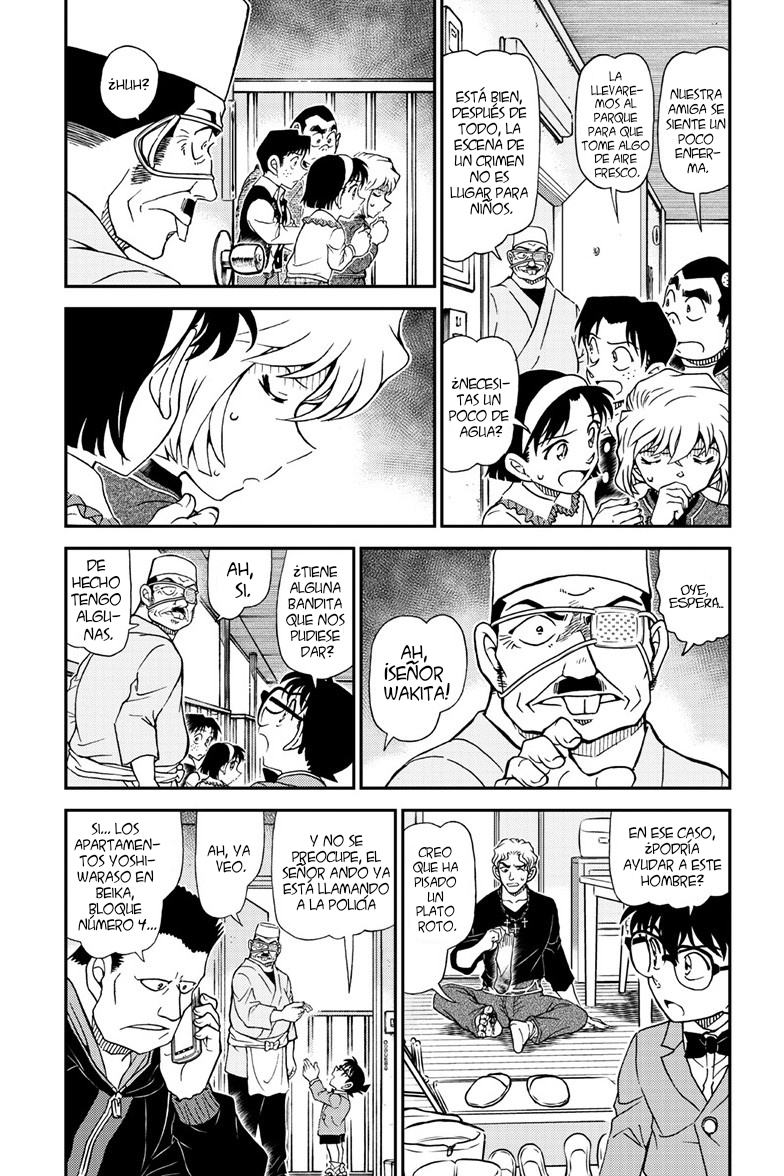 NUESTRA
AMIGA SE
SIENTE UN
POCO
ENFER-
MA.
LA
LLEVARE-
MOS AL
PARQUE
PARA QUE
TOME ALGO
DE AIRE
FRESCO.
ESTÁ BIEN,
DESPUÉS DE
TODO, LA
ESCENA DE
UN CRIMEN
NO ES
LUGAR PARA
NIÑOS.
¿NECESI-
TAS UN
POCO DE
AGUA?
¿HUH?
OYE,
ESPERA..
AH,
¡SEÑOR
WAKITA!
¿TIENE
ALGUNA
BANDITA
QUE NOS
PUDIESE
DAR?
AH,
SI.
DE
HECHO
TENGO
ALGU-
NAS.
EN ESE CASO,
¿PODRÍA
AYUDAR A ESTE
HOMBRE?
CREO
QUE HA
PISADO
UN
PLATO
ROTO.
Y NO SE
PREOCUPE, EL
SEÑOR ANDO YA
ESTÁ LLAMANDO
A LA POLICÍA
AH, YA
VEO.
SI... LOS
APARTAMEN-
TOS YOSHI-
WARASO EN
BEIKA,
BLOQUE
NÚMERO 4...